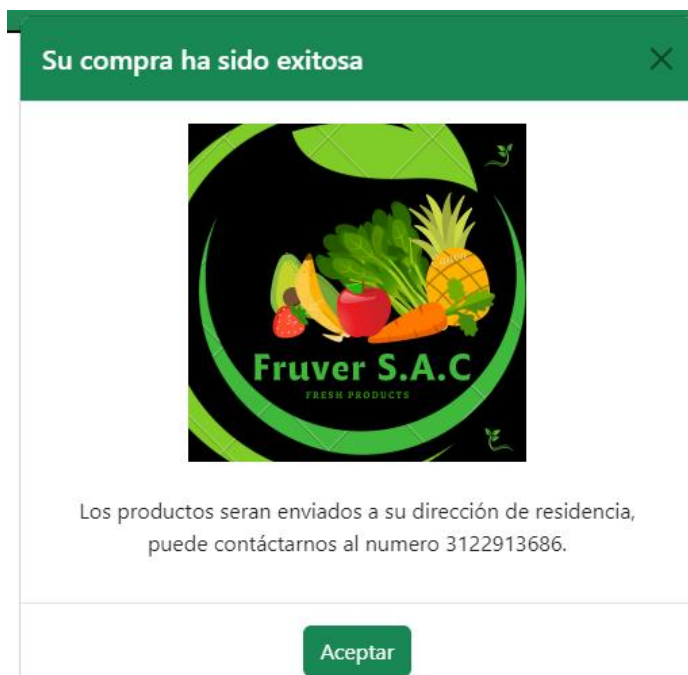 Su compra ha sido exitosa
Fruver S.A.C
FRESH PRODUCTS
Los productos seran enviados a su dirección de residencia,
puede contáctarnos al numero 3122913686.
Aceptar